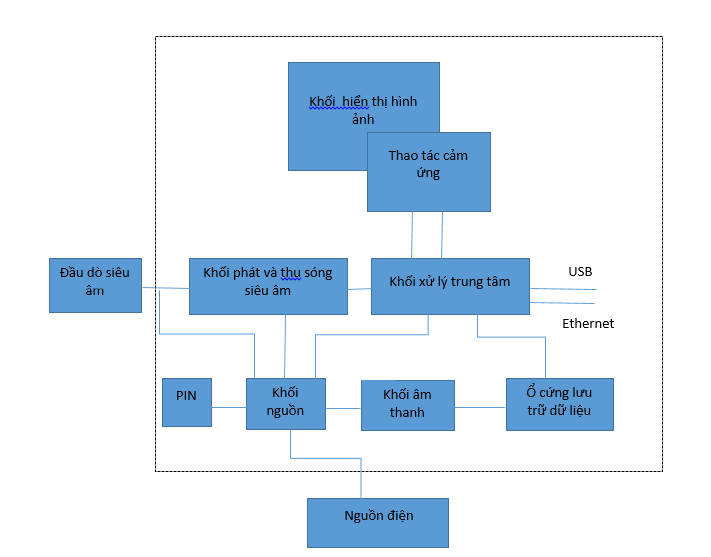 Khối hiển thị hình
ảnh
Thao tác cảm
ứng
Đầu dò siêu
âm
Khối phát và thu sóng
siêu âm
Khối xử lý trung tâm
USB
Ethernet
PIN
Khối
nguồn
Khối âm
thanh
Ổ cứng lưu
trữ dữ liệu
Nguồn điện